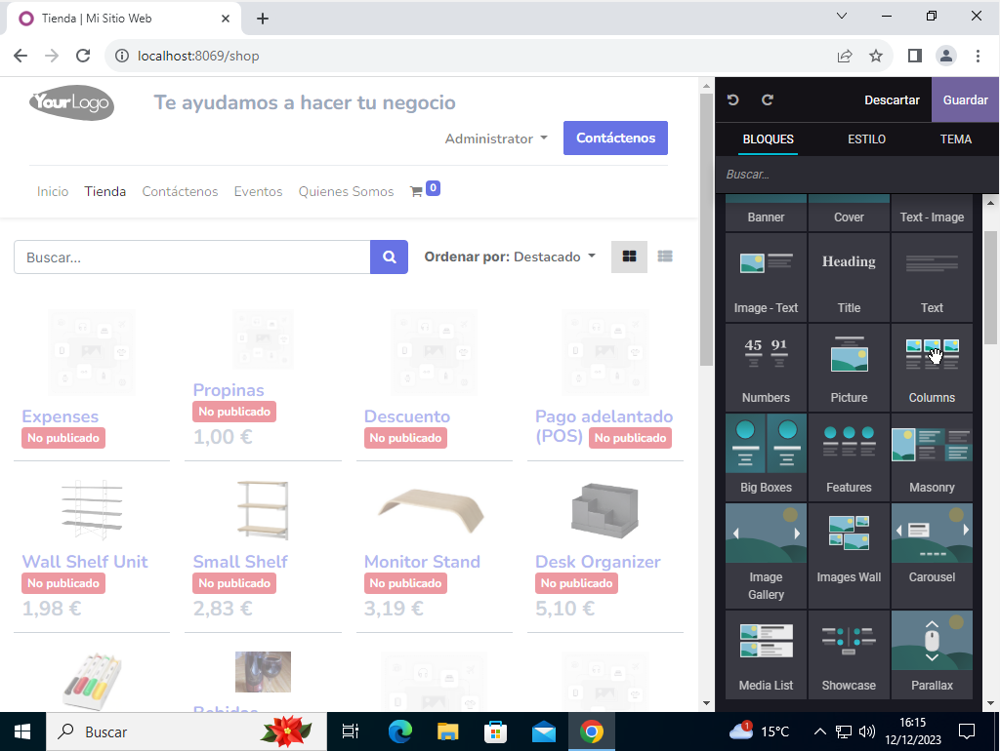 Tienda | Mi Sitio Web
localhost:8069/shop
YourLogo
Te ayudamos a hacer tu negocio
Administrator
Contáctenos
Inicio Tienda Contáctenos Eventos Quienes Somos 0
Buscar...
Ordenar por: Destacado
Expenses
No publicado
Propinas
No publicado
1,00 €
Descuento
No publicado
Pago adelantado
(POS) No publicado
Wall Shelf Unit
No publicado
1,98 €
Small Shelf
No publicado
2,83 €
Monitor Stand
No publicado
3,19 €
Desk Organizer
No publicado
5,10 €
Bebidas
Descartar
Guardar
BLOQUES ESTILO TEMA
Buscar...
Banner Cover Text - Image
Heading
Image - Text Title Text
45 91
Numbers Picture Columns
Big Boxes Features Masonry
Image
Gallery
Images Wall Carousel
Media List Showcase Parallax
Buscar
1
15°C
16:15
12/12/2023